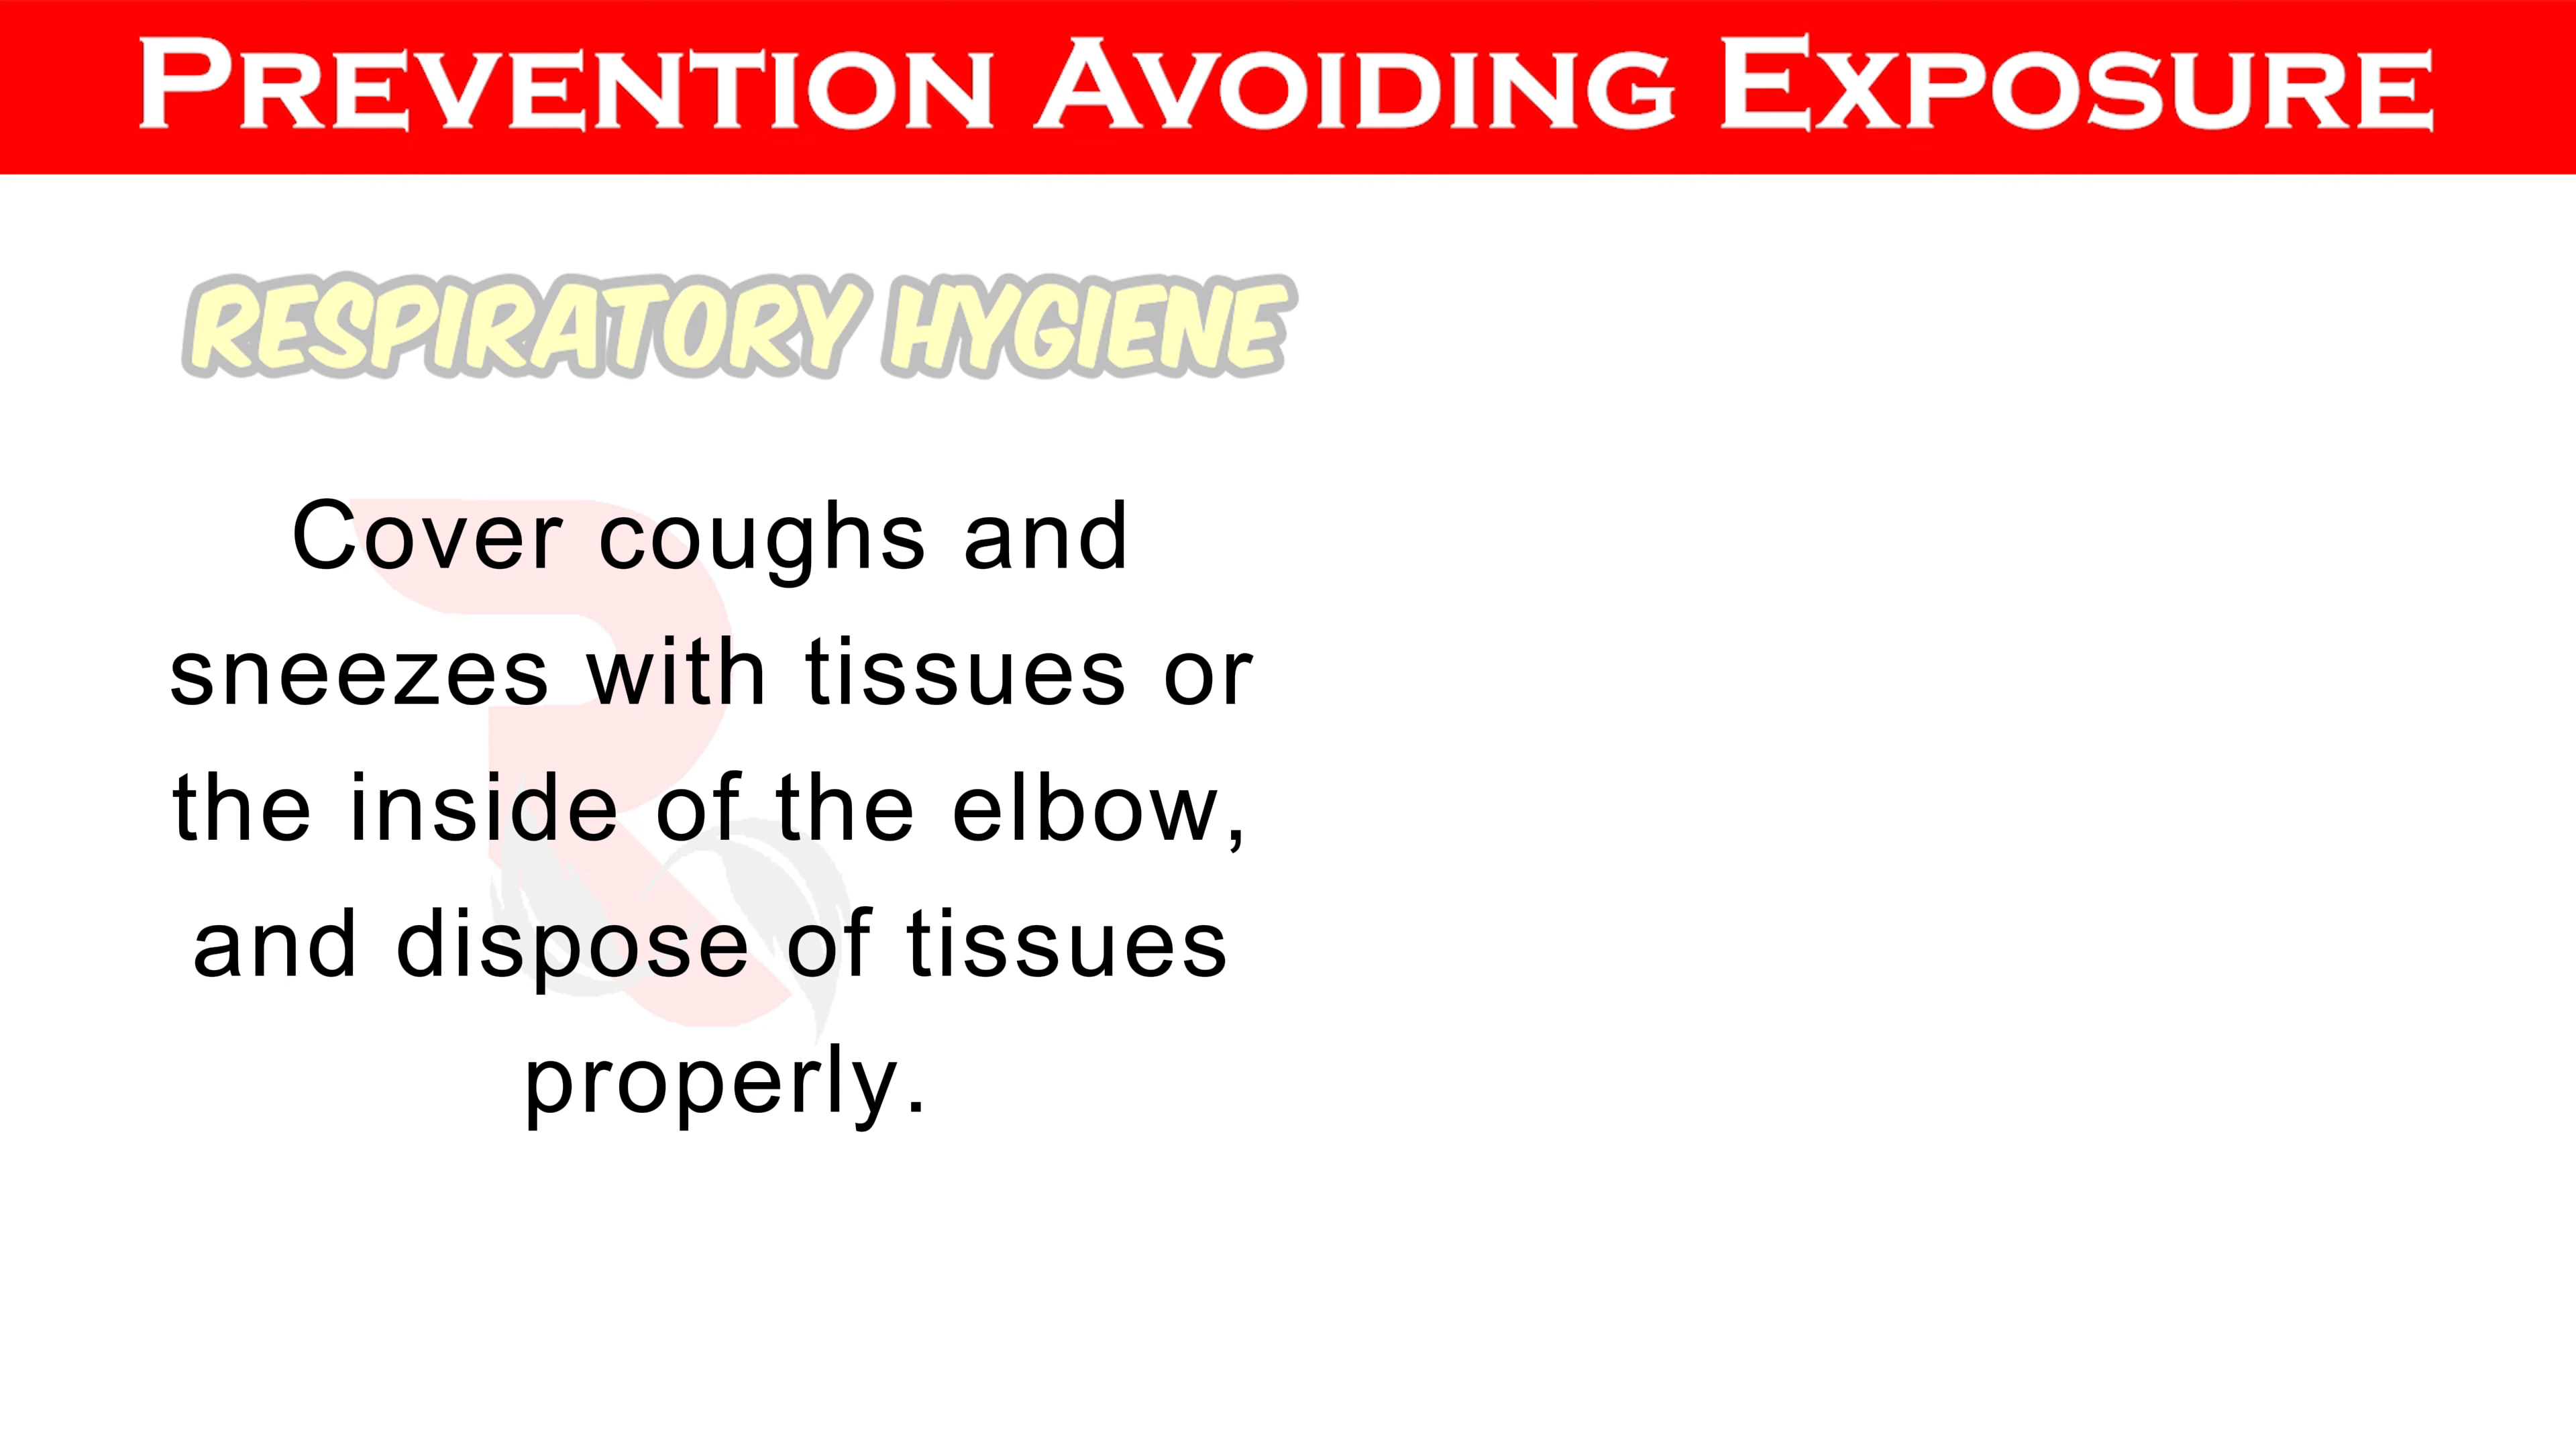 PREVENTION AVOIDING EXPOSURE
RESPIRATORY HYGIENE
Cover coughs and
sneezes with tissues or
the inside of the elbow,
and dispose of tissues
properly.